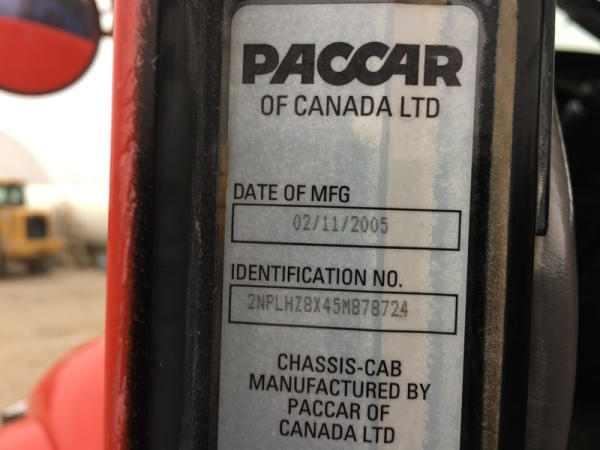 PACCAR
OF CANADA LTD
DATE OF MFG
02/11/2005
IDENTIFICATION NO.
2NPLHZ8X45M878724
CHASSIS-CAB
MANUFACTURED BY
PACCAR OF
CANADA LTD